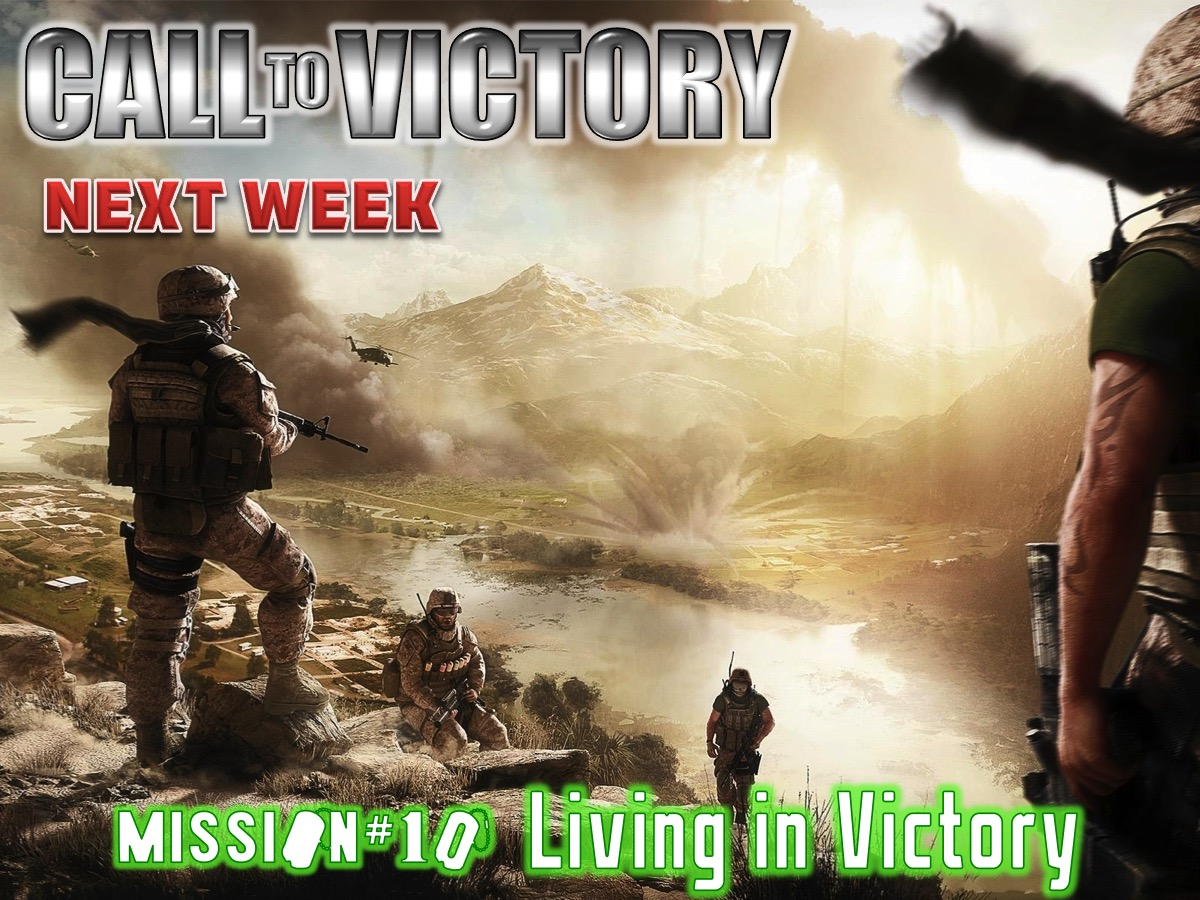 CALL TO VICTORY
NEXT WEEK
MISSION #10 Living in Victory